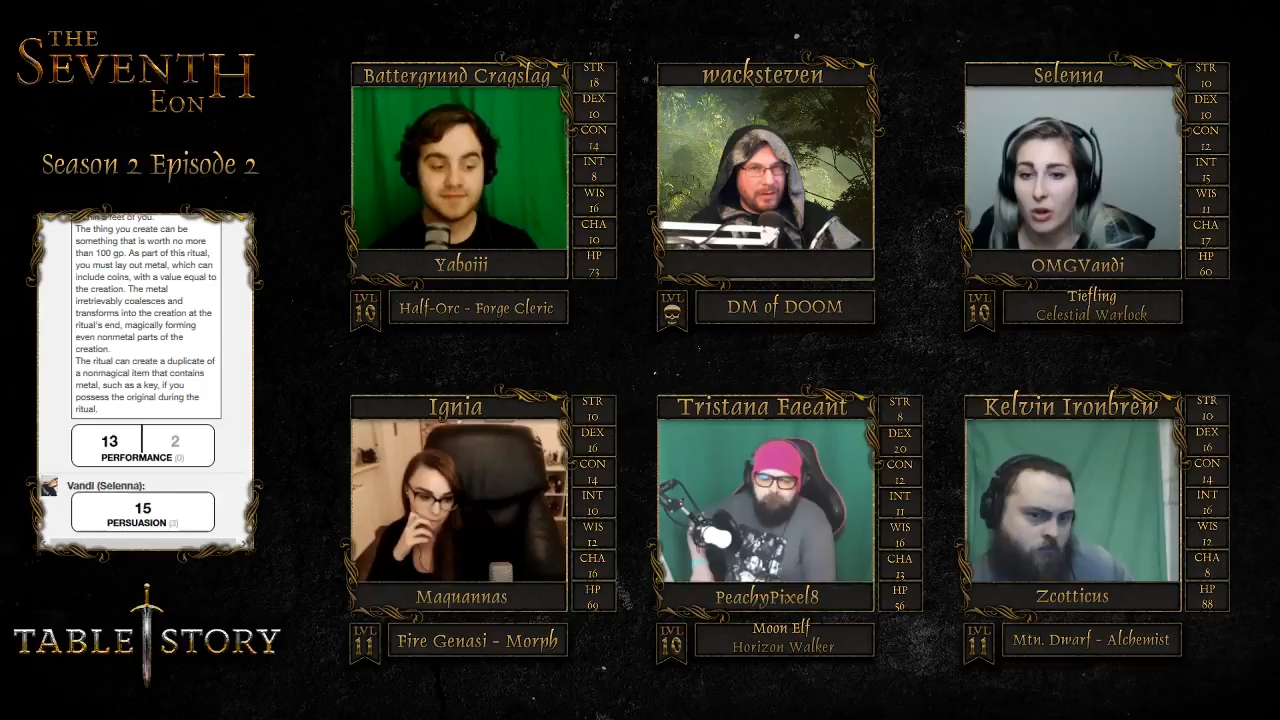 THE
SEVENTH
EON
Season 2 Episode 2
within 5 feet of you.
The thing you create can be
something that is worth no more
than 100 gp. As part of this ritual,
you must lay out metal, which can
include coins, with a value equal to
the creation. The metal
irretrievably coalesces and
transforms into the creation at the
ritual's end, magically forming
even nonmetal parts of the
creation.
The ritual can create a duplicate of
a nonmagical item that contains
metal, such as a key, if you
possess the original during the
ritual.
13 2
PERFORMANCE (0)
Vandi (Selenna):
15
PERSUASION (3)
TABLE STORY
Battergrund Cragslag
STR
18
DEX
10
CON
14
INT
8
WIS
16
CHA
10
HP
73
Yaboiii
LVL
10
Half-Orc - Forge Cleric
wacksteven
LVL
DM of DOOM
Selenna
STR
10
DEX
10
CON
12
INT
15
WIS
11
CHA
17
HP
60
OMGVandi
LVL
10
Tiefling
Celestial Warlock
Ignia
STR
10
DEX
16
CON
14
INT
10
WIS
12
CHA
16
HP
69
Maquannas
LVL
11
Fire Genasi - Morph
Tristana Faeant
STR
8
DEX
20
CON
12
INT
11
WIS
16
CHA
13
HP
56
PeachyPixel8
LVL
10
Moon Elf
Horizon Walker
Kelvin Ironbrew
STR
10
DEX
16
CON
14
INT
16
WIS
12
CHA
8
HP
88
Zcotticus
LVL
11
Mtn. Dwarf - Alchemist